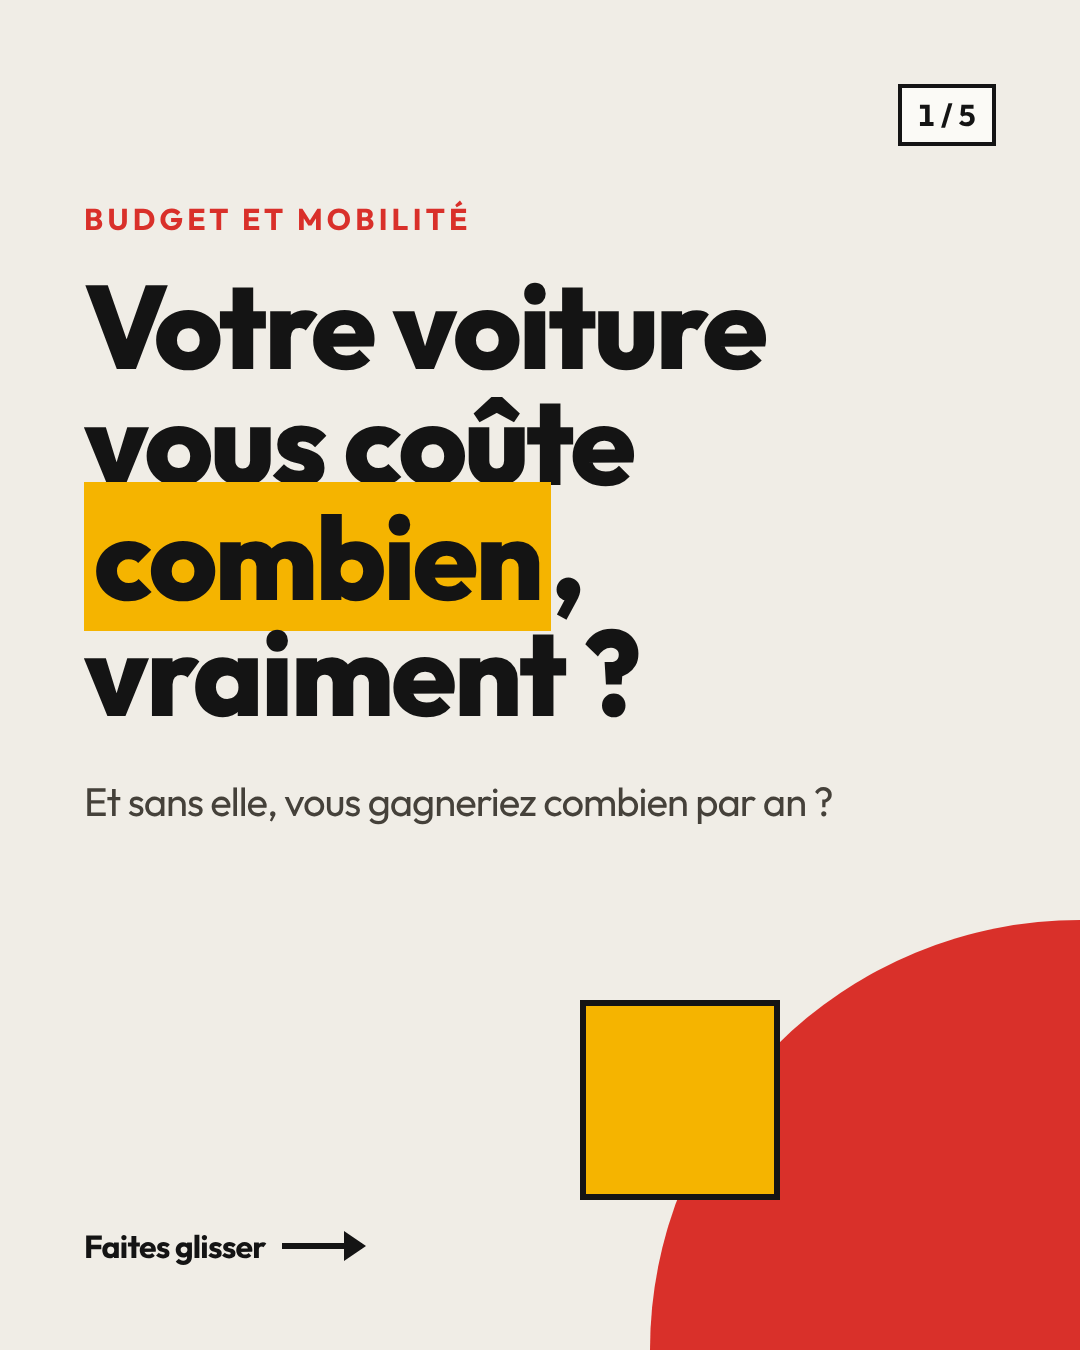 1/5
BUDGET ET MOBILITÉ
Votre voiture
vous coûte
combien,
vraiment ?
Et sans elle, vous gagneriez combien par an ?
Faites glisser